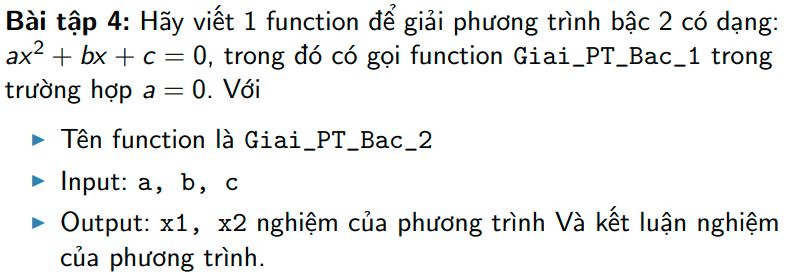 Bài tập 4: Hãy viết 1 function để giải phương trình bậc 2 có dạng:
ax² + bx + c = 0, trong đó có gọi function Giai_PT_Bac_1 trong
trường hợp a = 0. Với
▶ Tên function là Giai_PT_Bac_2
▶ Input: a, b, c
▶ Output: x1, x2 nghiệm của phương trình Và kết luận nghiệm
của phương trình.